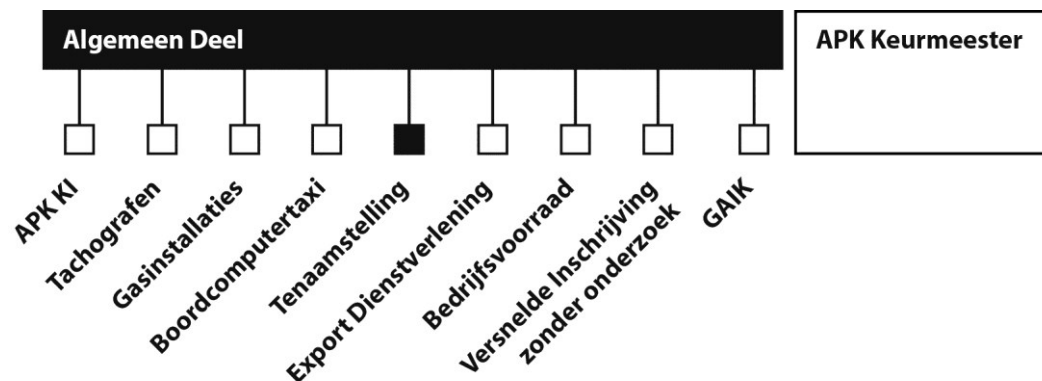 Algemeen Deel
APK Keurmeester
APK KI
Tachografen
Gasinstallaties
Boordcomputertaxi
Tenaamstelling
Export Dienstverlening
Bedrijfsvoorraad
Versnelde Inschrijving
zonder onderzoek
GAIK